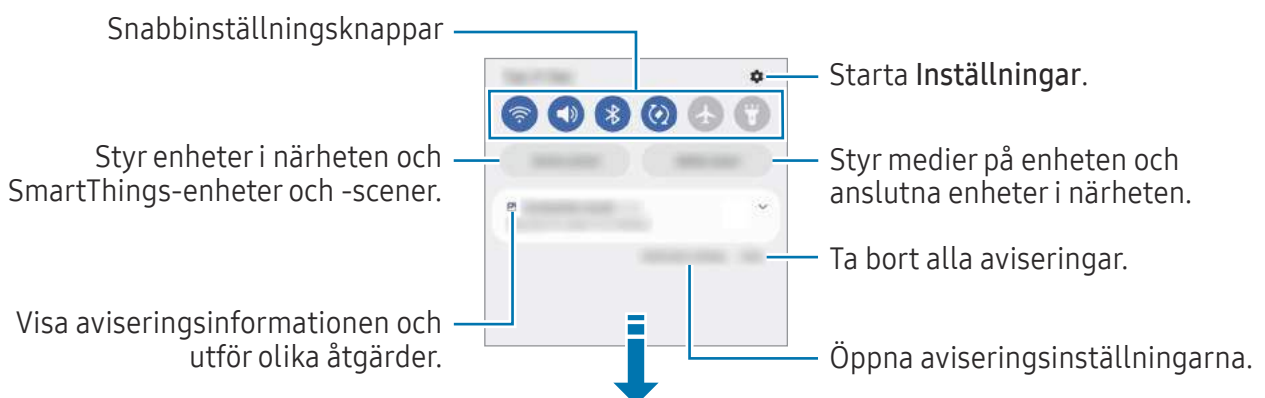 Snabbinställningsknappar
Starta Inställningar.
Styr enheter i närheten och
SmartThings-enheter och -scener.
Styr medier på enheten och
anslutna enheter i närheten.
Ta bort alla aviseringar.
Visa aviseringsinformationen och
utför olika åtgärder.
Öppna aviseringsinställningarna.